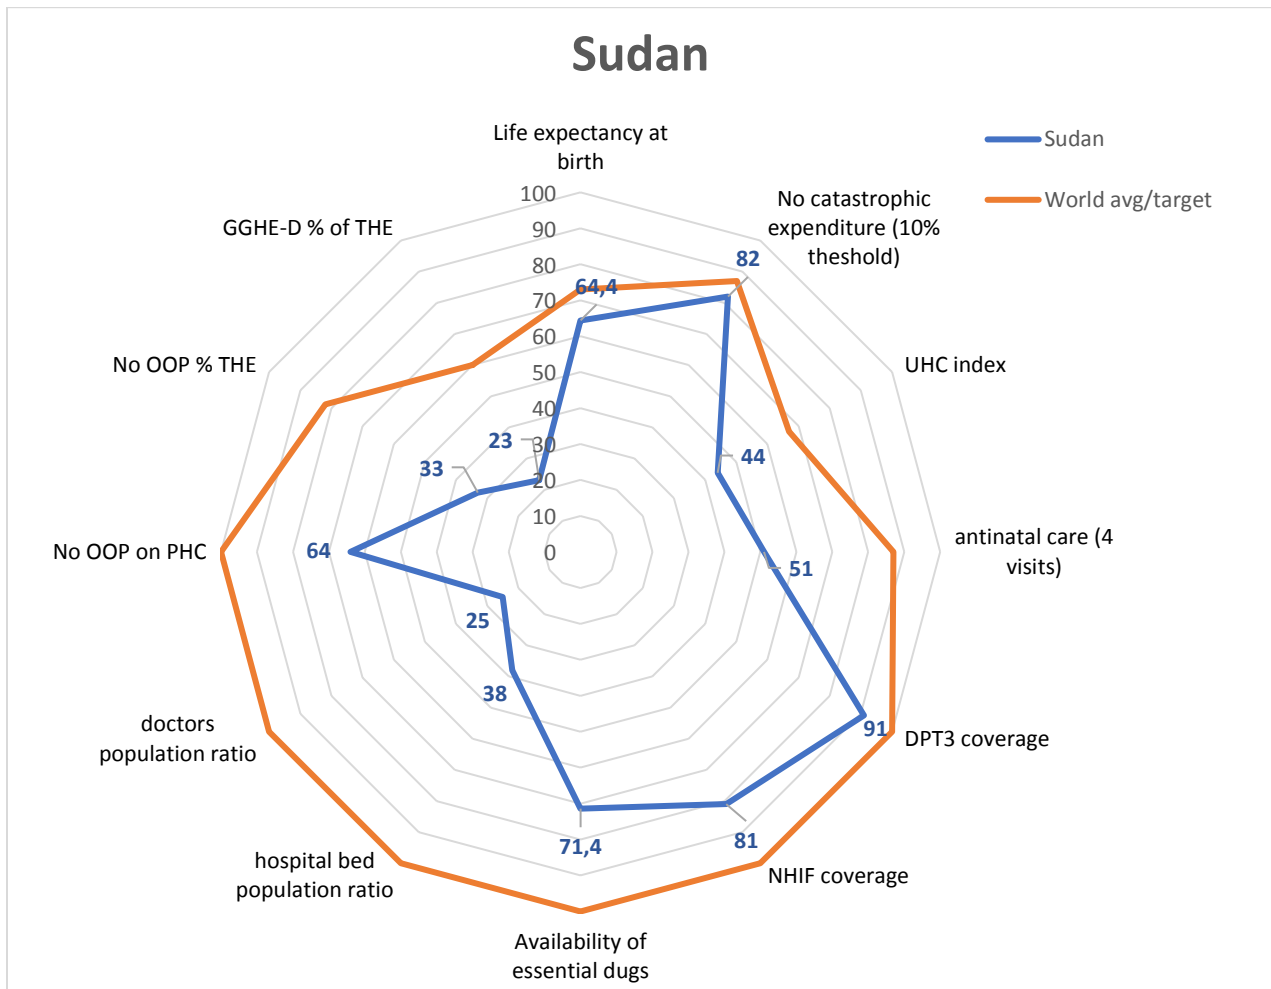 Sudan
Life expectancy at
birth
No catastrophic
expenditure (10%
theshold)
UHC index
antinatal care (4
visits)
DPT3 coverage
NHIF coverage
Availability of
essential dugs
hospital bed
population ratio
doctors
population ratio
No OOP on PHC
No OOP % THE
GGHE-D % of THE
Sudan
World avg/target
100
90
80
70
60
50
40
30
20
10
0
64,4
82
44
51
91
81
71,4
38
25
64
33
23